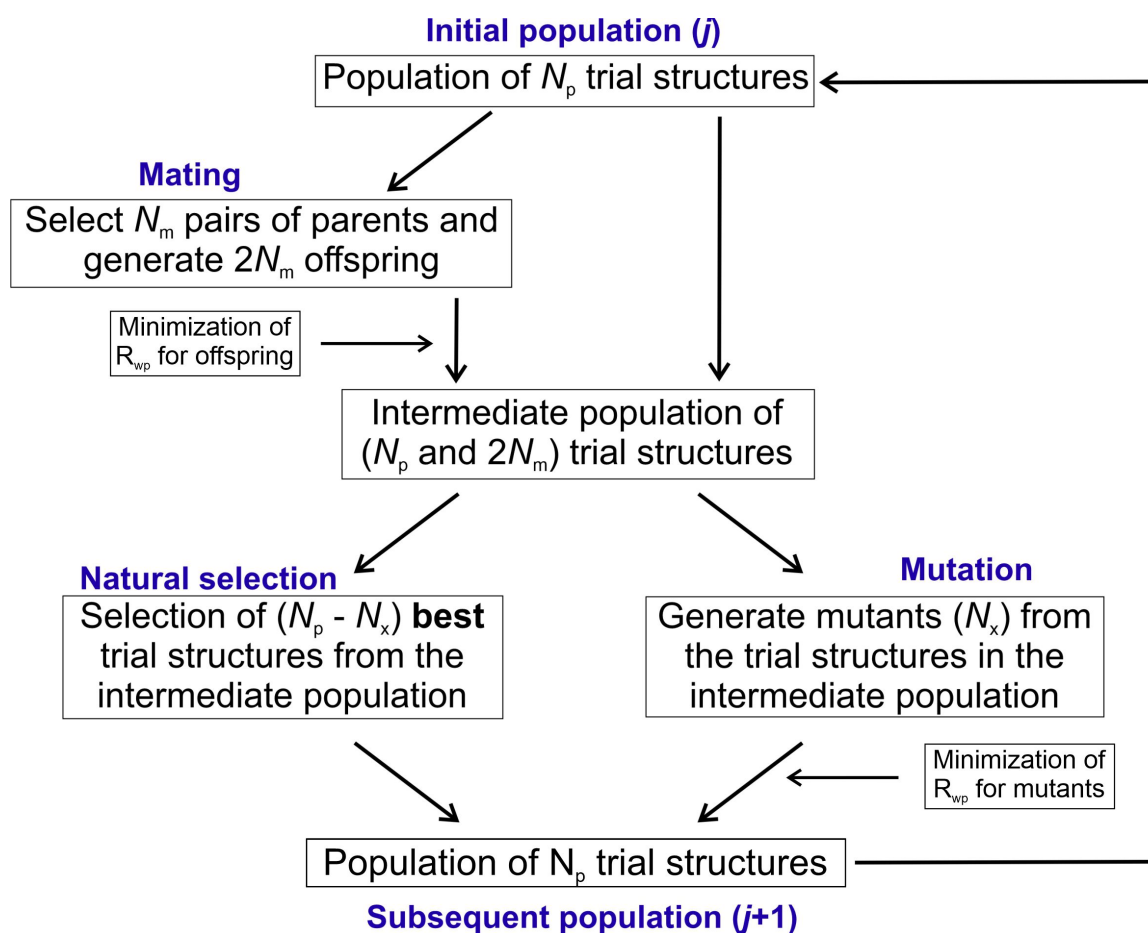 Initial population (j)
Population of Np trial structures
Mating
Select Nm pairs of parents and
generate 2Nm offspring
Minimization of
Rwp for offspring
Intermediate population of
(Np and 2Nm) trial structures
Natural selection
Selection of (Np - Nx) best
trial structures from the
intermediate population
Mutation
Generate mutants (Nx) from
the trial structures in the
intermediate population
Minimization of
Rwp for mutants
Population of Np trial structures
Subsequent population (j+1)